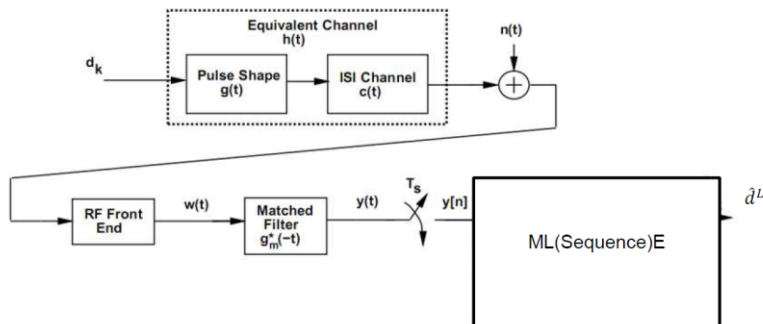 Equivalent Channel
h(t)
n(t)
d_k
Pulse Shape
g(t)
ISI Channel
c(t)
+
RF Front
End
w(t)
Matched
Filter
g*_m(−t)
y(t)
T_s
y[n]
ML(Sequence)E
d̂^L